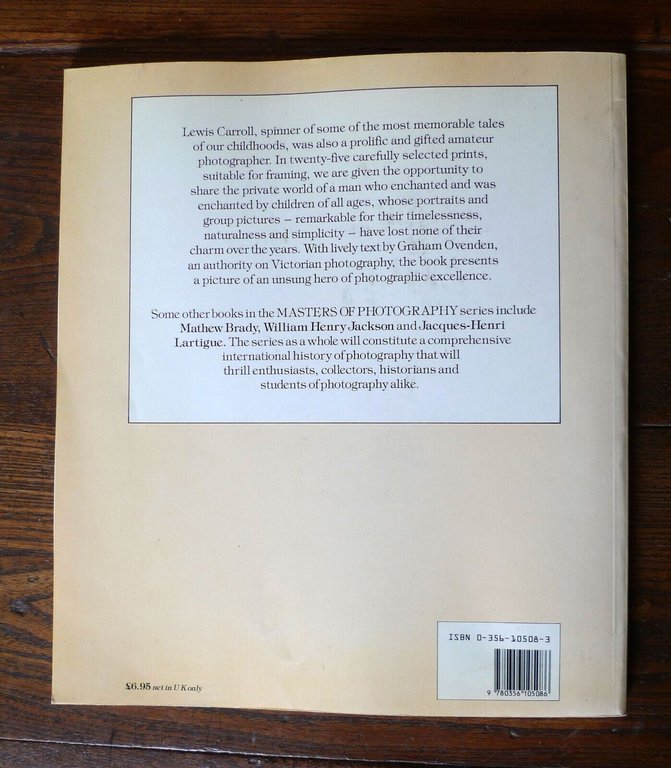 Lewis Carroll, spinner of some of the most memorable tales
of our childhoods, was also a prolific and gifted amateur
photographer. In twenty-five carefully selected prints,
suitable for framing, we are given the opportunity to
share the private world of a man who enchanted and was
enchanted by children of all ages, whose portraits and
group pictures – remarkable for their timelessness,
naturalness and simplicity – have lost none of their
charm over the years. With lively text by Graham Ovenden,
an authority on Victorian photography, the book presents
a picture of an unsung hero of photographic excellence.
Some other books in the MASTERS OF PHOTOGRAPHY series include
Mathew Brady, William Henry Jackson and Jacques-Henri
Lartigue. The series as a whole will constitute a comprehensive
international history of photography that will
thrill enthusiasts, collectors, historians and
students of photography alike.
ISBN 0-356-10508-3
9 780356 105086
£6.95 net in UK only